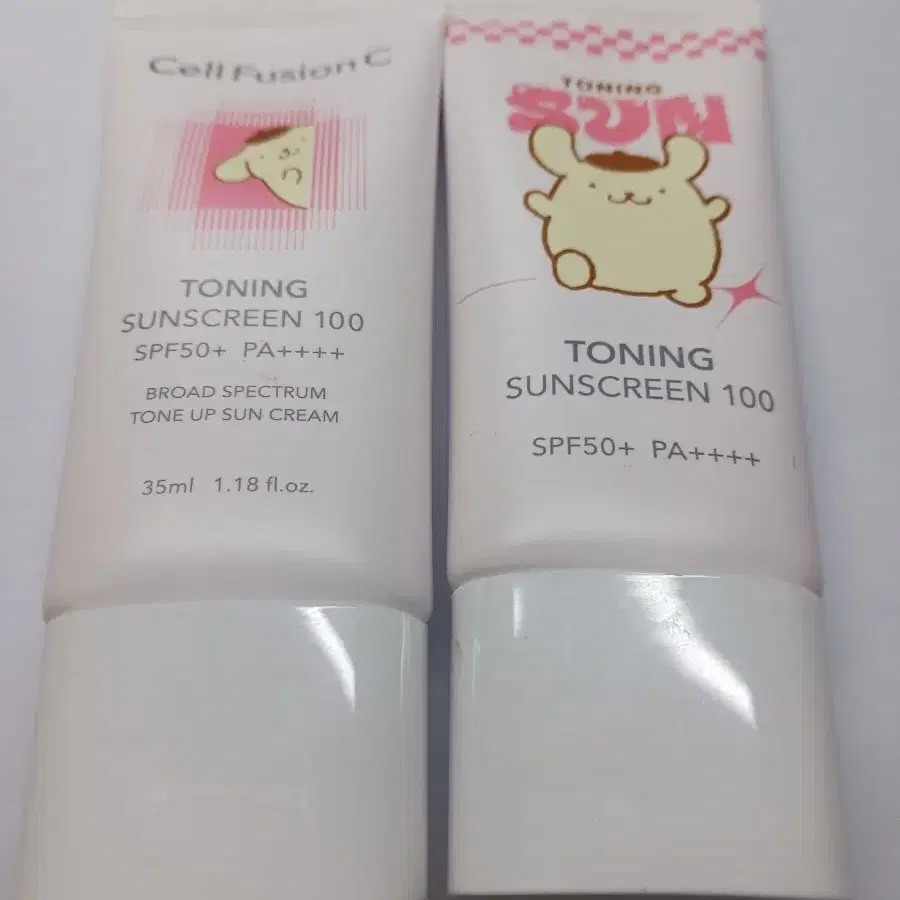 Cell Fusion C
TONING
SUNSCREEN 100
SPF50+ PA++++
BROAD SPECTRUM
TONE UP SUN CREAM
35ml 1.18 fl.oz.
TONING
SUN
TONING
SUNSCREEN 100
SPF50+ PA++++